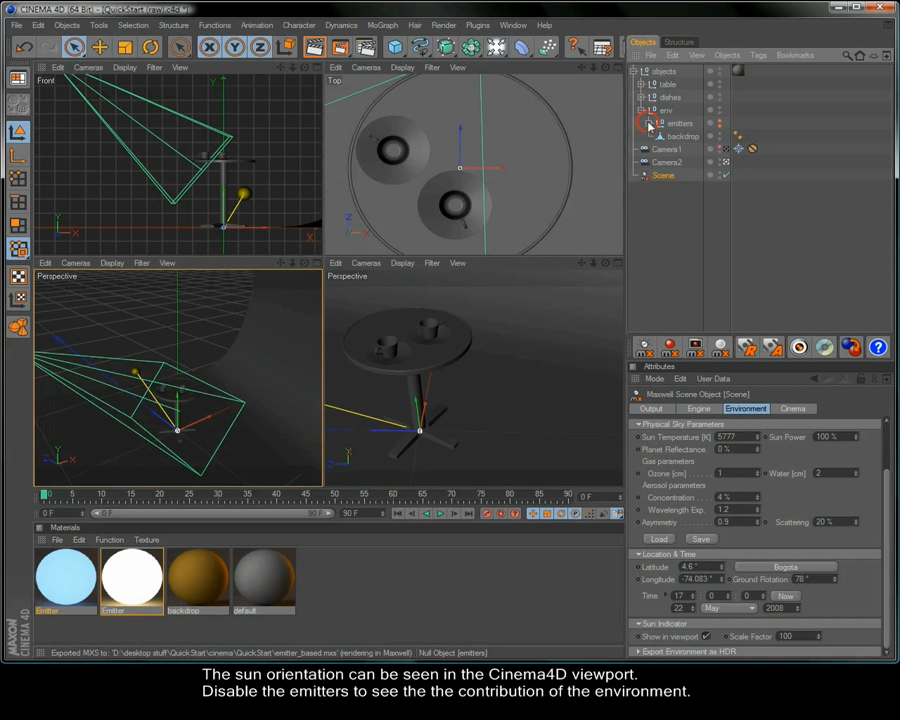 CINEMA 4D (64 Bit) - [QuickStart (raw).c4d *]
File Edit Objects Tools Selection Structure Functions Animation Character Dynamics MoGraph Hair Render Plugins Window Help
Objects Structure
File Edit View Objects Tags Bookmarks
objects
table
dishes
env
emitters
backdrop
Camera1
Camera2
Scene
Edit Cameras Display Filter View
Front
Edit Cameras Display Filter View
Top
Edit Cameras Display Filter View
Perspective
Edit Cameras Display Filter View
Perspective
0 5 10 15 20 25 30 35 40 45 50 55 60 65 70 75 80 85 90 0 F
0 F 0 F 90 F 90 F
Materials
File Edit Function Texture
Emitter Emitter backdrop default
Attributes
Mode Edit User Data
Maxwell Scene Object [Scene]
Output Engine Environment Cinema
Physical Sky Parameters
Sun Temperature [K] 5777 Sun Power 100 %
Planet Reflectance 0 %
Gas parameters
Ozone [cm] 1 Water [cm] 2
Aerosol parameters
Concentration 4 %
Wavelength Exp. 1.2
Asymmetry 0.9 Scattering 20 %
Load Save
Location & Time
Latitude 4.6 ° Bogota
Longitude -74.083 ° Ground Rotation 78 °
Time 17 0 0 Now
22 May 2008
Sun Indicator
Show in viewport Scale Factor 100
Export Environment as HDR
MAXON CINEMA 4D
Exported MXS to: 'D:\desktop stuff\QuickStart\cinema\QuickStart\emitter_based.mxs' (rendering in Maxwell) Null Object [emitters]
The sun orientation can be seen in the Cinema4D viewport.
Disable the emitters to see the the contribution of the environment.